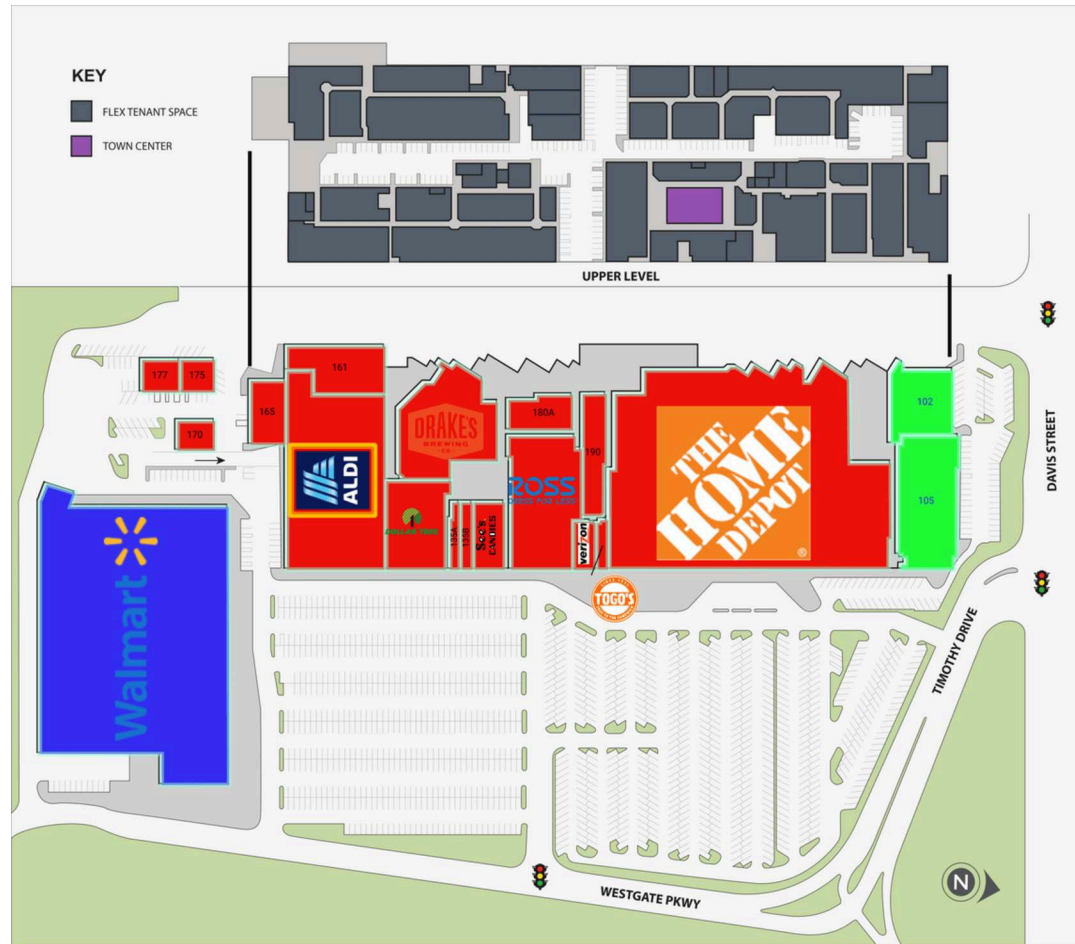 KEY
FLEX TENANT SPACE
TOWN CENTER
UPPER LEVEL
177
175
170
165
161
ALDI
DRAKE'S
BREWING
CO
DOLLAR TREE
135A
135B
See's
CANDIES
180A
ROSS
DRESS FOR LESS
190
verizon
TOGO'S
THE
HOME
DEPOT
®
102
105
Walmart
DAVIS STREET
TIMOTHY DRIVE
WESTGATE PKWY
N